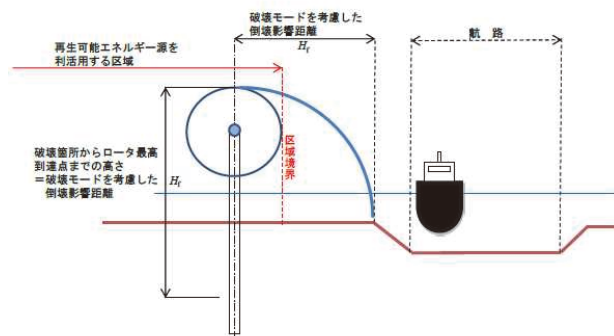 破壊モードを考慮した
倒壊影響距離
H_f
航　路
再生可能エネルギー源を
利活用する区域
区域境界
破壊箇所からロータ最高
到達点までの高さ
＝破壊モードを考慮した
倒壊影響距離
H_f